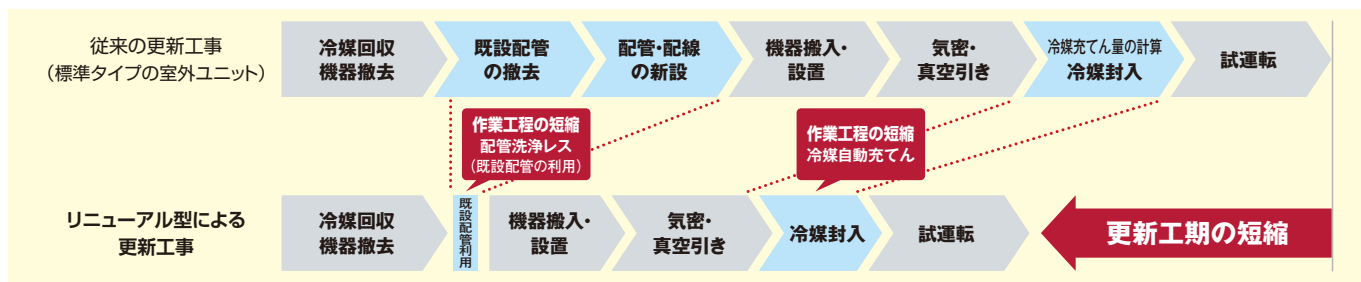 従来の更新工事
（標準タイプの室外ユニット）
冷媒回収
機器撤去
既設配管
の撤去
配管・配線
の新設
機器搬入・
設置
気密・
真空引き
冷媒充てん量の計算
冷媒封入
試運転
作業工程の短縮
配管洗浄レス
（既設配管の利用）
作業工程の短縮
冷媒自動充てん
リニューアル型による
更新工事
冷媒回収
機器撤去
既設配管利用
機器搬入・
設置
気密・
真空引き
冷媒封入
試運転
更新工期の短縮